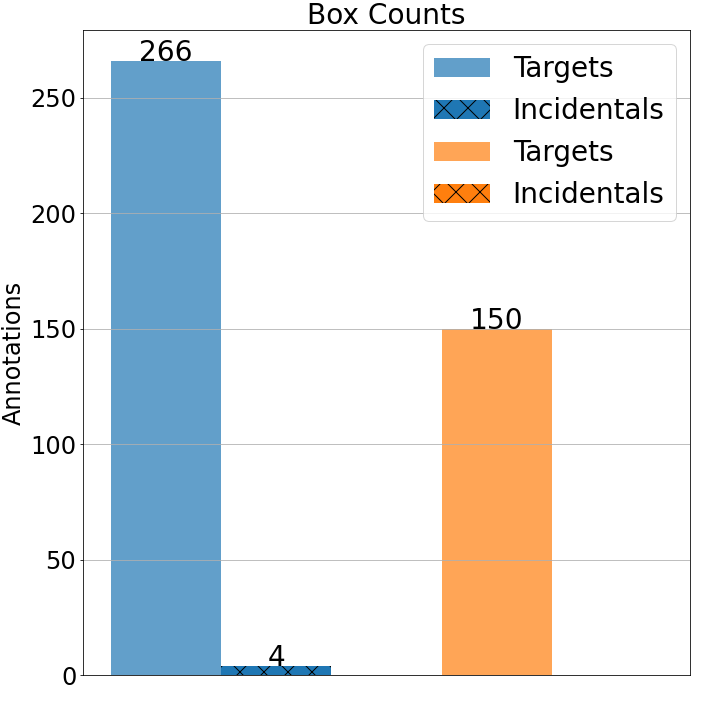 Box Counts
266
Targets
Incidentals
Targets
Incidentals
250
200
150
150
100
50
4
0
Annotations